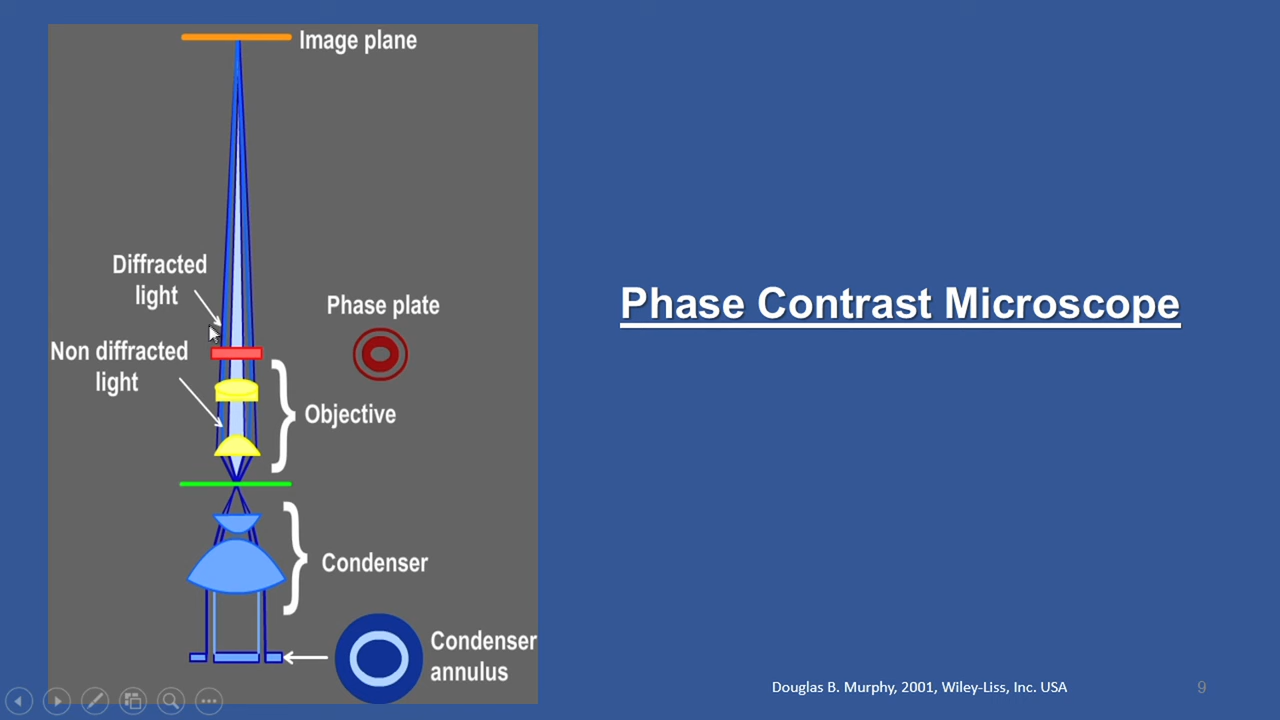 Image plane
Diffracted
light
Phase plate
Non diffracted
light
Objective
Condenser
Condenser
annulus
Phase Contrast Microscope
Douglas B. Murphy, 2001, Wiley-Liss, Inc. USA
9